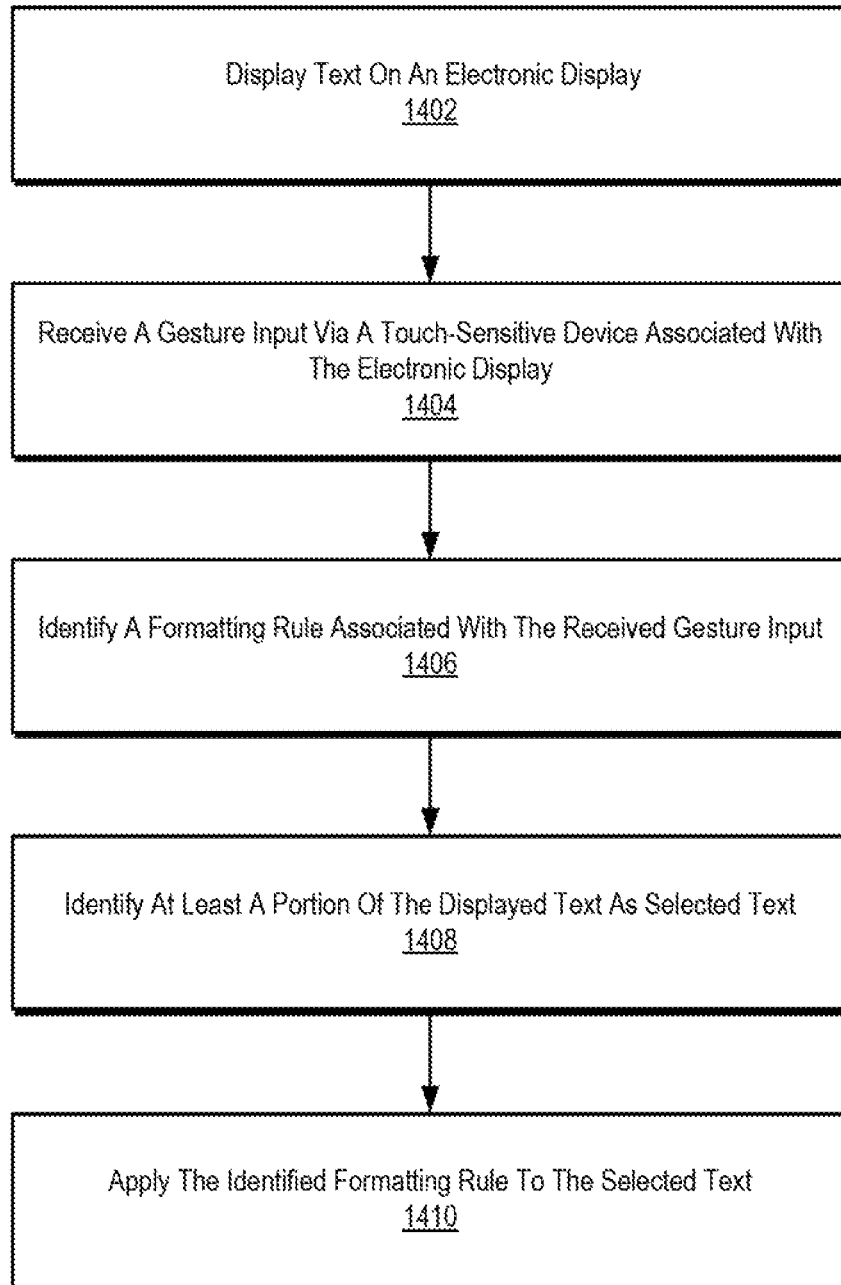 Display Text On An Electronic Display
1402
Receive A Gesture Input Via A Touch-Sensitive Device Associated With
The Electronic Display
1404
Identify A Formatting Rule Associated With The Received Gesture Input
1406
Identify At Least A Portion Of The Displayed Text As Selected Text
1408
Apply The Identified Formatting Rule To The Selected Text
1410